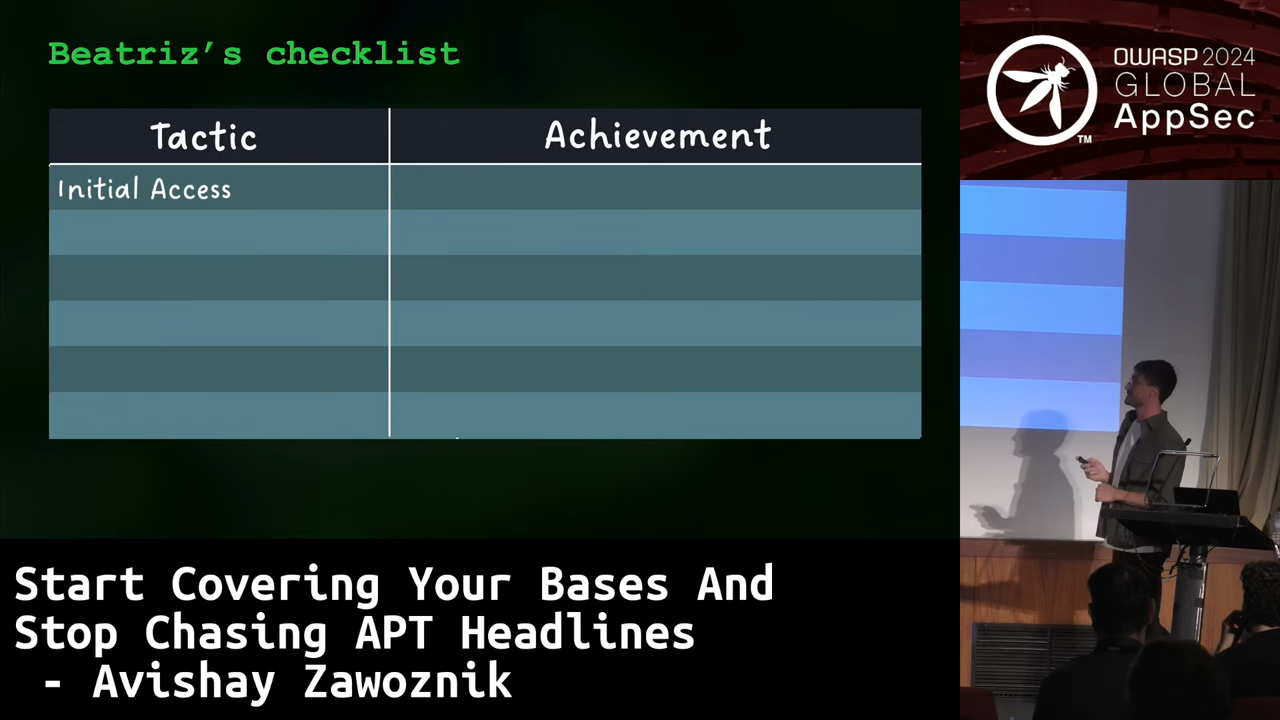 Beatriz's checklist
Tactic
Achievement
Initial Access
OWASP 2024
GLOBAL
AppSec
TM
Start Covering Your Bases And
Stop Chasing APT Headlines
- Avishay Zawoznik